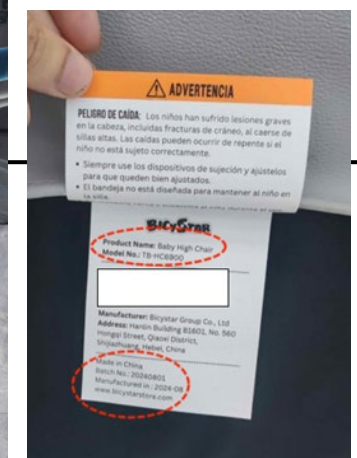 ADVERTENCIA
PELIGRO DE CAÍDA: Los niños han sufrido lesiones graves
en la cabeza, incluidas fracturas de cráneo, al caerse de
sillas altas. Las caídas pueden ocurrir de repente si el
niño no está sujeto correctamente.
• Siempre use los dispositivos de sujeción y ajústelos
para que queden bien ajustados.
• El bandeja no está diseñada para mantener al niño en
la silla.
BICYSTAR
Product Name: Baby High Chair
Model No.: TB-HC6800
Manufacturer: Bicystar Group Co., Ltd
Address: Hanlin Building B1601, No. 560
Hongqi Street, Qiaoxi District,
Shijiazhuang, Hebei, China
Made in China
Batch No.: 20240801
Manufactured in : 2024-08
www.bicystarstore.com